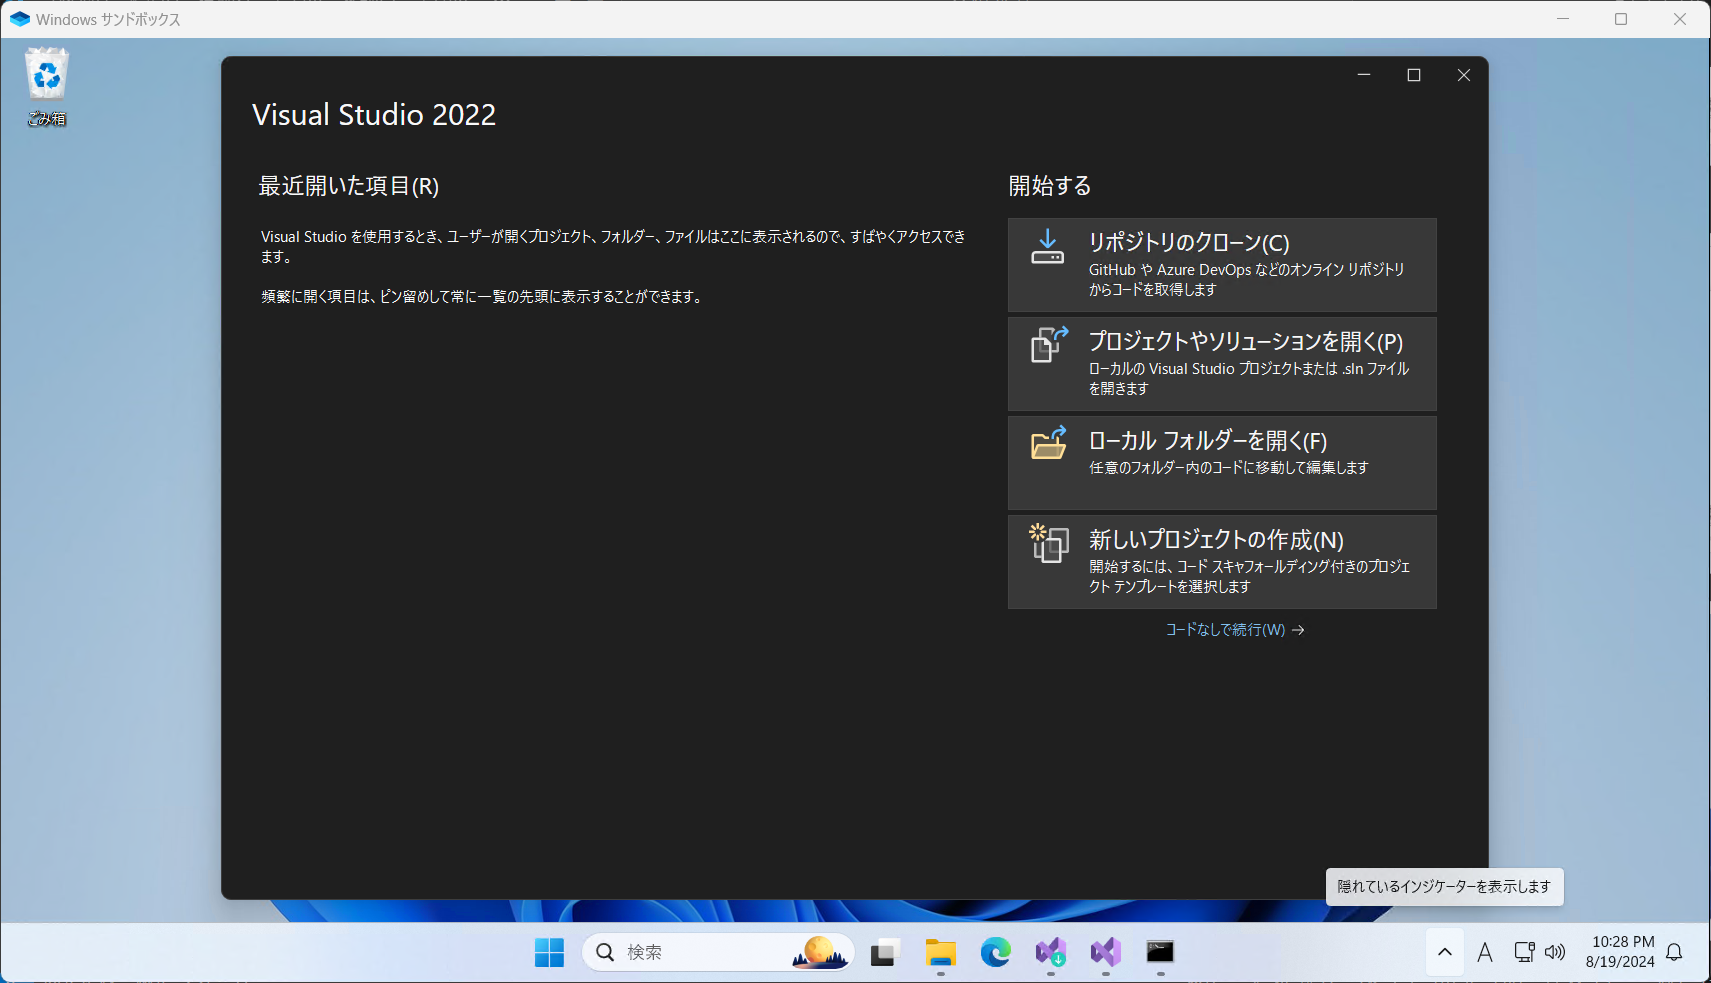 Windows サンドボックス
ごみ箱
Visual Studio 2022
最近開いた項目(R)
Visual Studio を使用するとき、ユーザーが開くプロジェクト、フォルダー、ファイルはここに表示されるので、すばやくアクセスでき
ます。
頻繁に開く項目は、ピン留めして常に一覧の先頭に表示することができます。
開始する
リポジトリのクローン(C)
GitHub や Azure DevOps などのオンライン リポジトリ
からコードを取得します
プロジェクトやソリューションを開く(P)
ローカルの Visual Studio プロジェクトまたは .sln ファイル
を開きます
ローカル フォルダーを開く(F)
任意のフォルダー内のコードに移動して編集します
新しいプロジェクトの作成(N)
開始するには、コード スキャフォールディング付きのプロジェ
クト テンプレートを選択します
コードなしで続行(W) →
隠れているインジケーターを表示します
検索
A
10:28 PM
8/19/2024